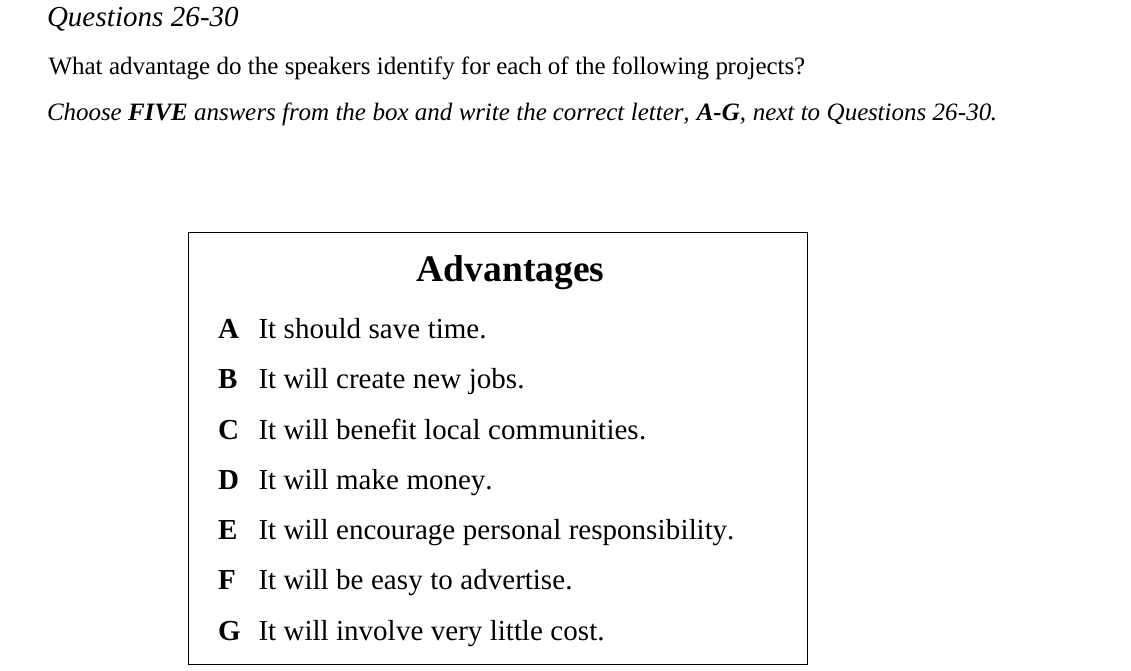 Questions 26-30
What advantage do the speakers identify for each of the following projects?
Choose FIVE answers from the box and write the correct letter, A-G, next to Questions 26-30.
Advantages
A It should save time.
B It will create new jobs.
C It will benefit local communities.
D It will make money.
E It will encourage personal responsibility.
F It will be easy to advertise.
G It will involve very little cost.